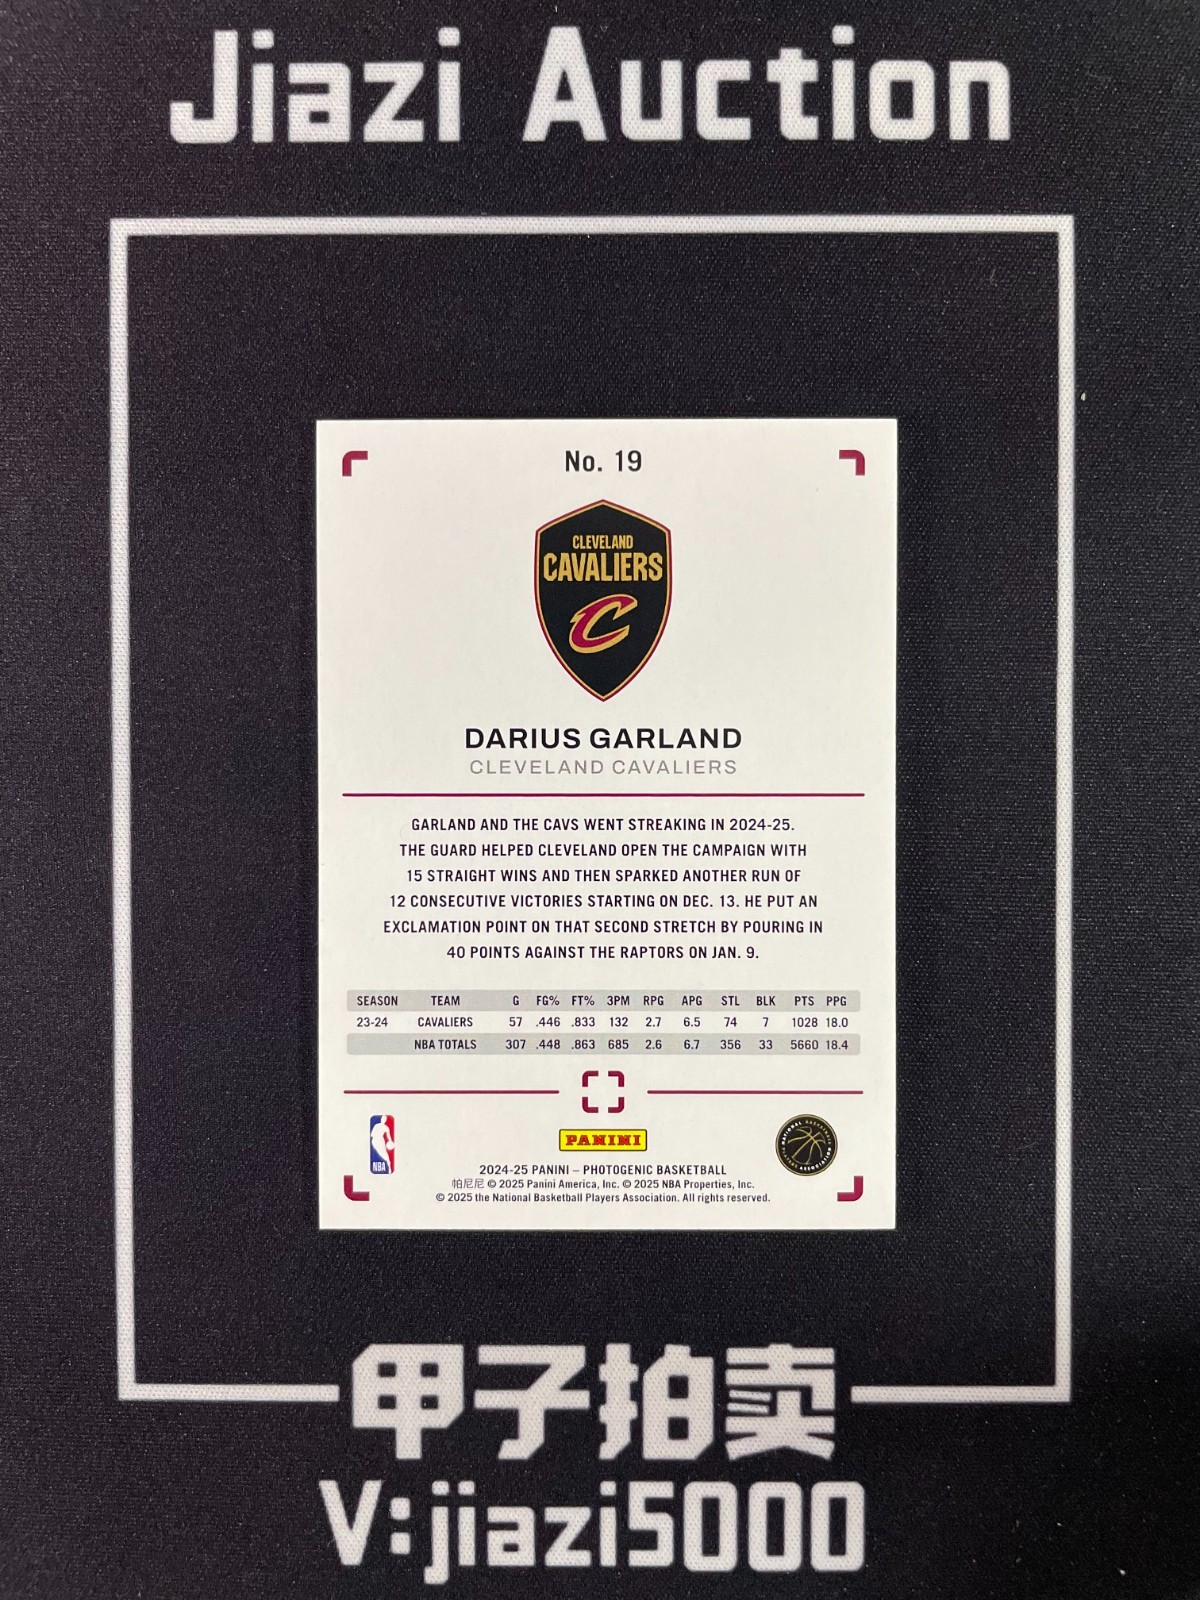 Jiazi Auction
No. 19
CLEVELAND
CAVALIERS
C
DARIUS GARLAND
CLEVELAND CAVALIERS
GARLAND AND THE CAVS WENT STREAKING IN 2024-25.
THE GUARD HELPED CLEVELAND OPEN THE CAMPAIGN WITH
15 STRAIGHT WINS AND THEN SPARKED ANOTHER RUN OF
12 CONSECUTIVE VICTORIES STARTING ON DEC. 13. HE PUT AN
EXCLAMATION POINT ON THAT SECOND STRETCH BY POURING IN
40 POINTS AGAINST THE RAPTORS ON JAN. 9.
SEASON TEAM G FG% FT% 3PM RPG APG STL BLK PTS PPG
23-24 CAVALIERS 57 .446 .833 132 2.7 6.5 74 7 1028 18.0
NBA TOTALS 307 .448 .863 685 2.6 6.7 356 33 5660 18.4
NBA
PANINI
NATIONAL BASKETBALL
PLAYERS ASSOCIATION
2024-25 PANINI – PHOTOGENIC BASKETBALL
帕尼尼 © 2025 Panini America, Inc. © 2025 NBA Properties, Inc.
© 2025 the National Basketball Players Association. All rights reserved.
甲子拍卖
V:jiazi5000